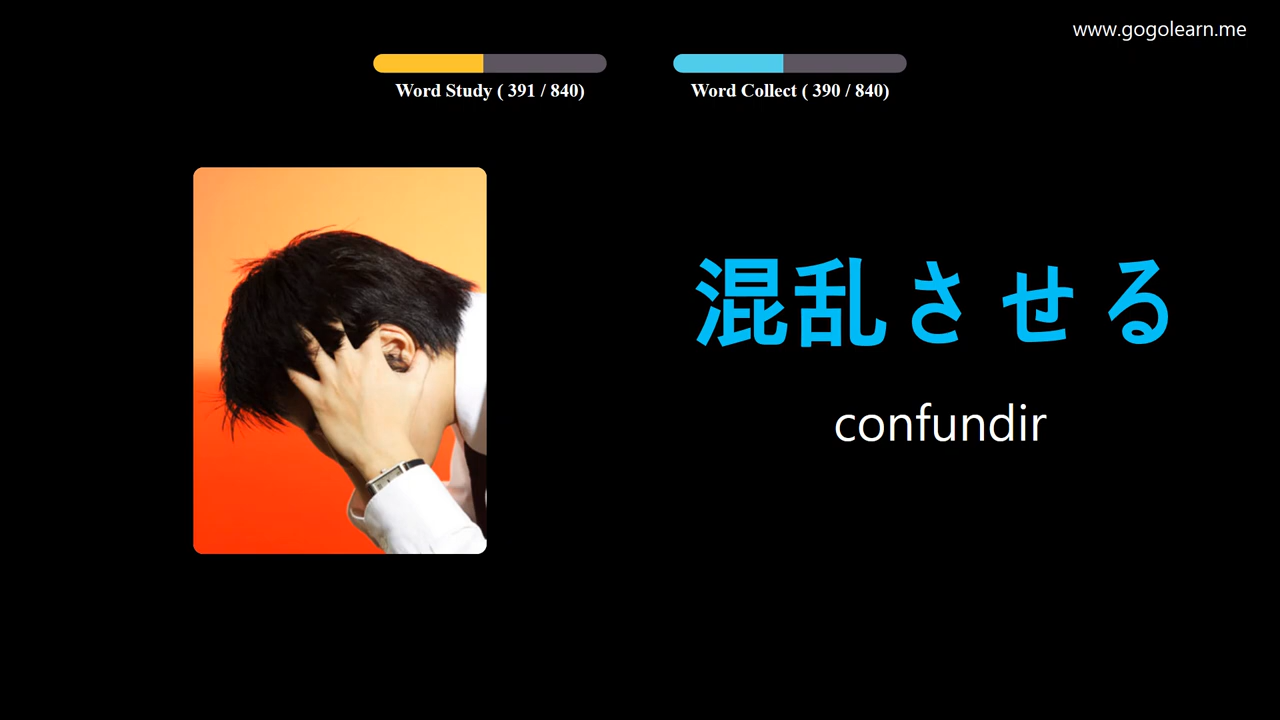 www.gogolearn.me
Word Study ( 391 / 840)
Word Collect ( 390 / 840)
混乱させる
confundir